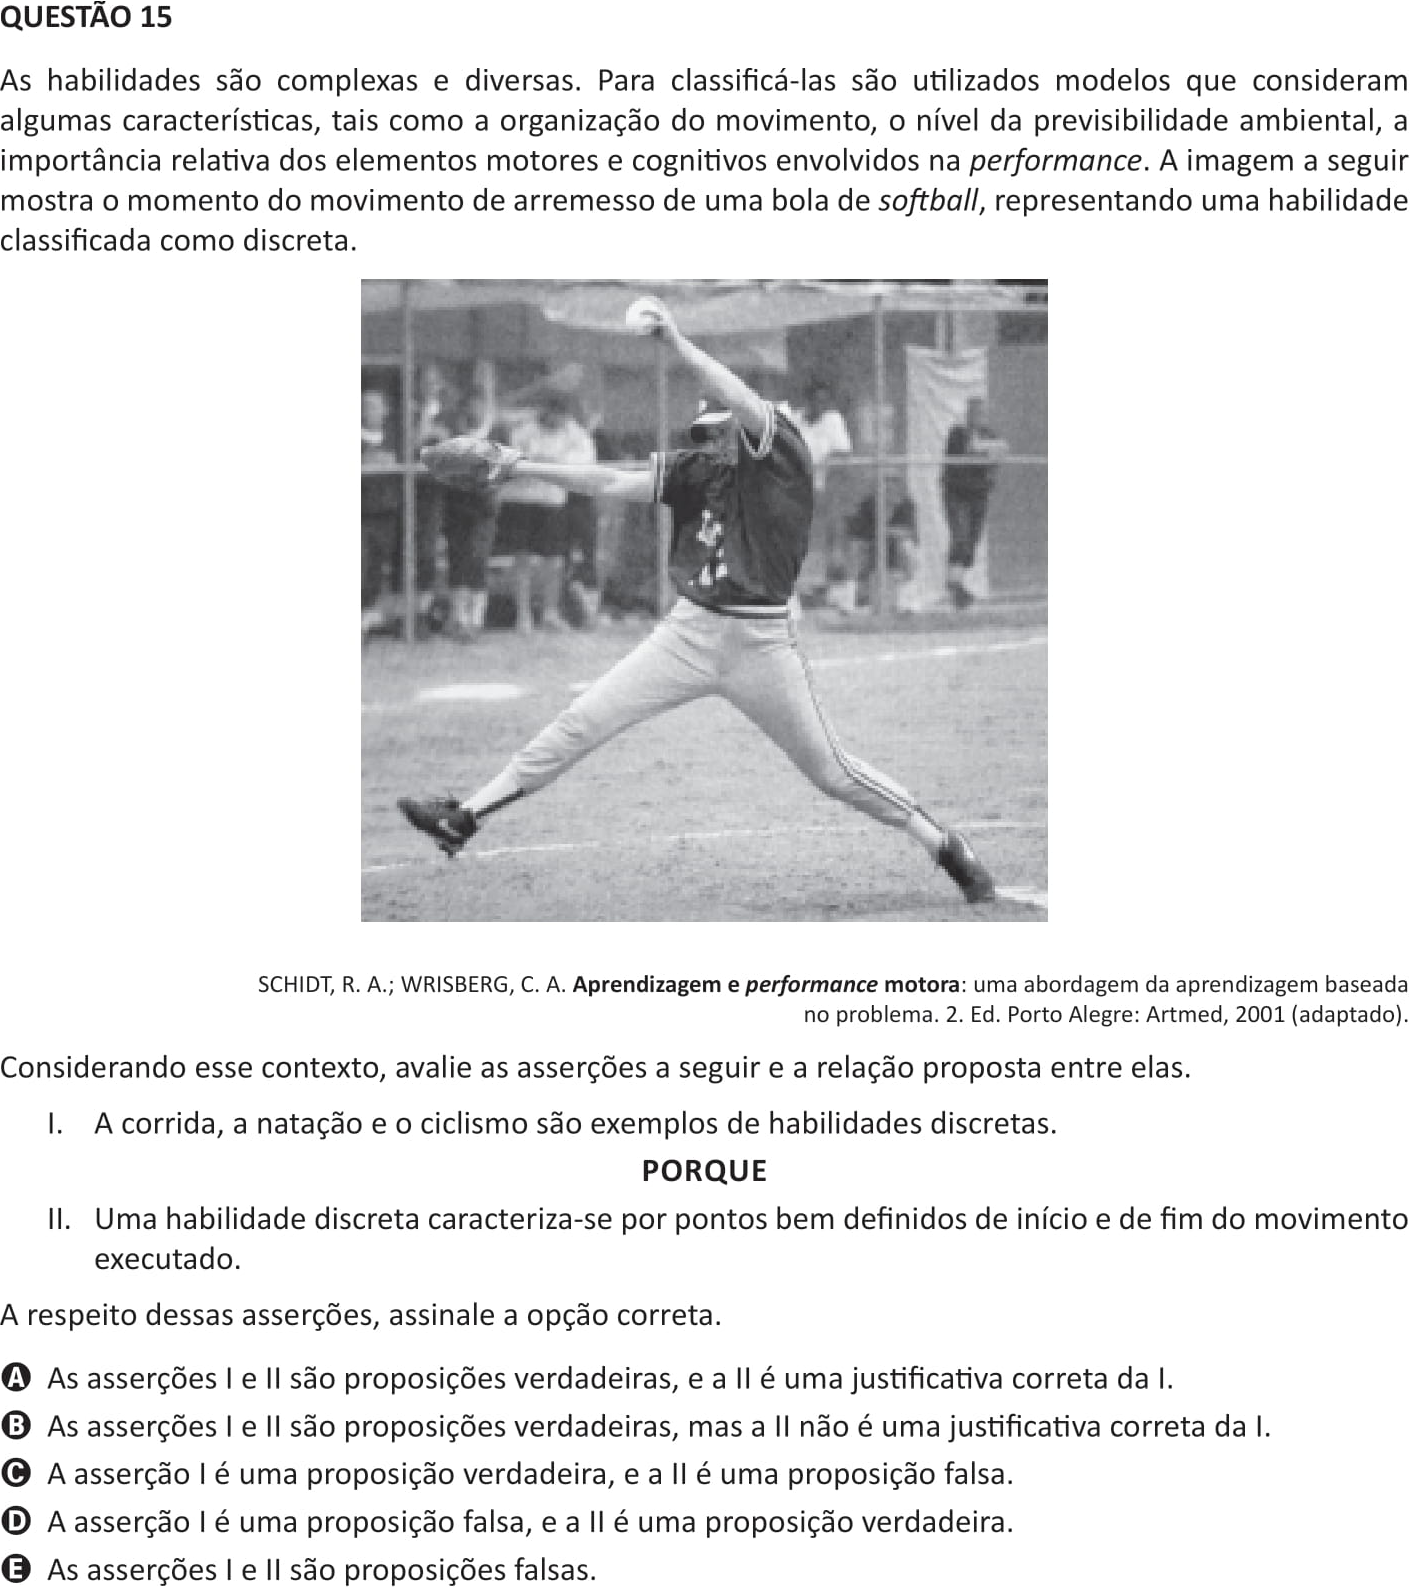 QUESTÃO 15
As habilidades são complexas e diversas. Para classificá-las são utilizados modelos que consideram
algumas características, tais como a organização do movimento, o nível da previsibilidade ambiental, a
importância relativa dos elementos motores e cognitivos envolvidos na performance. A imagem a seguir
mostra o momento do movimento de arremesso de uma bola de softball, representando uma habilidade
classificada como discreta.
SCHIDT, R. A.; WRISBERG, C. A. Aprendizagem e performance motora: uma abordagem da aprendizagem baseada
no problema. 2. Ed. Porto Alegre: Artmed, 2001 (adaptado).
Considerando esse contexto, avalie as asserções a seguir e a relação proposta entre elas.
I. A corrida, a natação e o ciclismo são exemplos de habilidades discretas.
PORQUE
II. Uma habilidade discreta caracteriza-se por pontos bem definidos de início e de fim do movimento
executado.
A respeito dessas asserções, assinale a opção correta.
A As asserções I e II são proposições verdadeiras, e a II é uma justificativa correta da I.
B As asserções I e II são proposições verdadeiras, mas a II não é uma justificativa correta da I.
C A asserção I é uma proposição verdadeira, e a II é uma proposição falsa.
D A asserção I é uma proposição falsa, e a II é uma proposição verdadeira.
E As asserções I e II são proposições falsas.